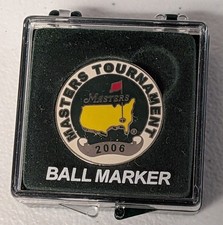 MASTERS TOURNAMENT
Masters
®
2006
BALL MARKER